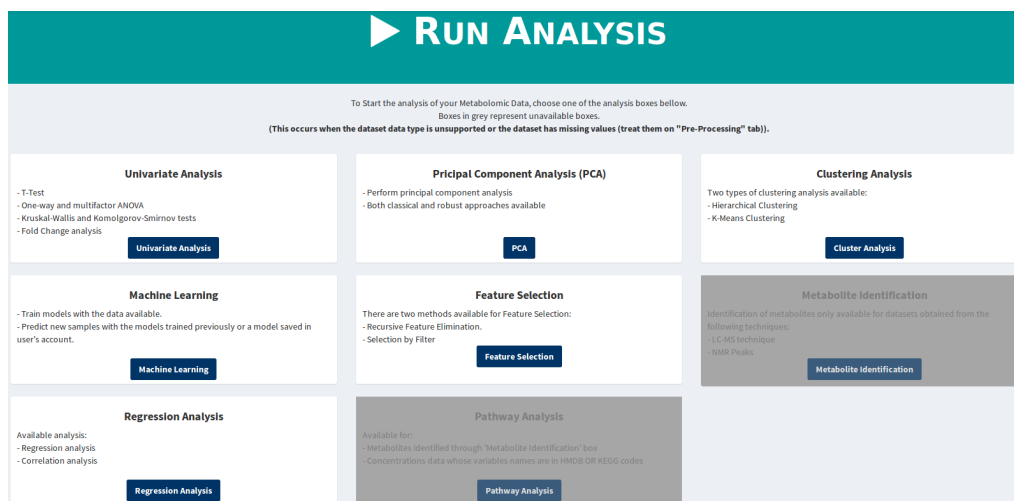 RUN ANALYSIS
To Start the analysis of your Metabolomic Data, choose one of the analysis boxes bellow.
Boxes in grey represent unavailable boxes.
(This occurs when the dataset data type is unsupported or the dataset has missing values (treat them on "Pre-Processing" tab)).
Univariate Analysis
- T-Test
- One-way and multifactor ANOVA
- Kruskal-Wallis and Komolgorov-Smirnov tests
- Fold Change analysis
Univariate Analysis
Pricipal Component Analysis (PCA)
- Perform principal component analysis
- Both classical and robust approaches available
PCA
Clustering Analysis
Two types of clustering analysis available:
- Hierarchical Clustering
- K-Means Clustering
Cluster Analysis
Machine Learning
- Train models with the data available.
- Predict new samples with the models trained previously or a model saved in
user's account.
Machine Learning
Feature Selection
There are two methods available for Feature Selection:
- Recursive Feature Elimination.
- Selection by Filter
Feature Selection
Metabolite Identification
Identification of metabolites only available for datasets obtained from the
following techniques:
- LC-MS technique
- NMR Peaks
Metabolite Identification
Regression Analysis
Available analysis:
- Regression analysis
- Correlation analysis
Regression Analysis
Pathway Analysis
Available for:
- Metabolites identified through 'Metabolite Identification' box
- Concentrations data whose variables names are in HMDB OR KEGG codes
Pathway Analysis